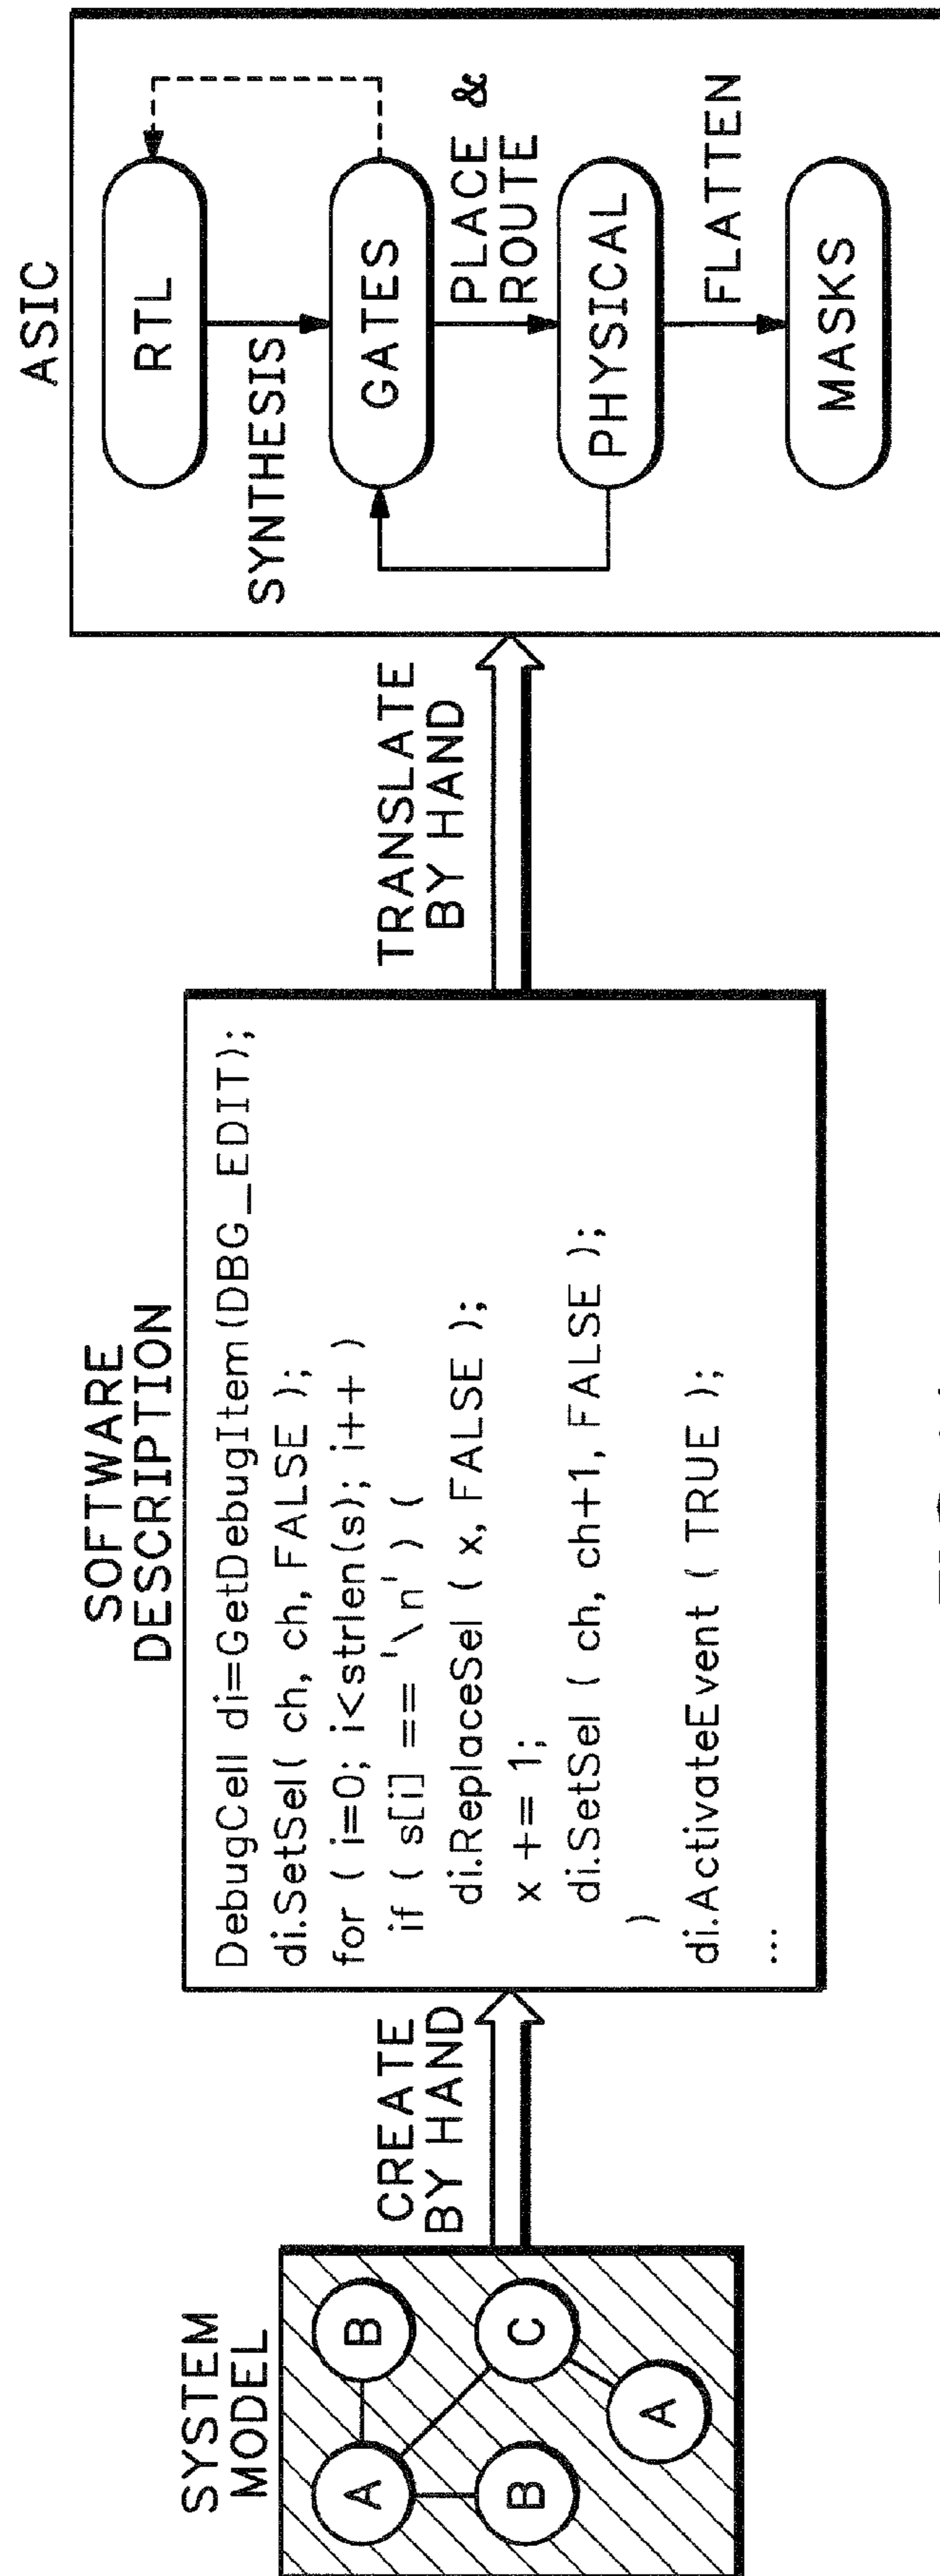 SYSTEM
MODEL
A
B
B
C
A
CREATE
BY HAND
SOFTWARE
DESCRIPTION
DebugCell di=GetDebugItem(DBG_EDIT);
di.SetSel( ch, ch, FALSE );
for ( i=0; i<strlen(s); i++ )
if ( s[i] == '\n' ) (
di.ReplaceSel ( x, FALSE );
x += 1;
di.SetSel ( ch, ch+1, FALSE );
)
di.ActivateEvent ( TRUE );
...
TRANSLATE
BY HAND
ASIC
RTL
SYNTHESIS
GATES
PLACE &
ROUTE
PHYSICAL
FLATTEN
MASKS